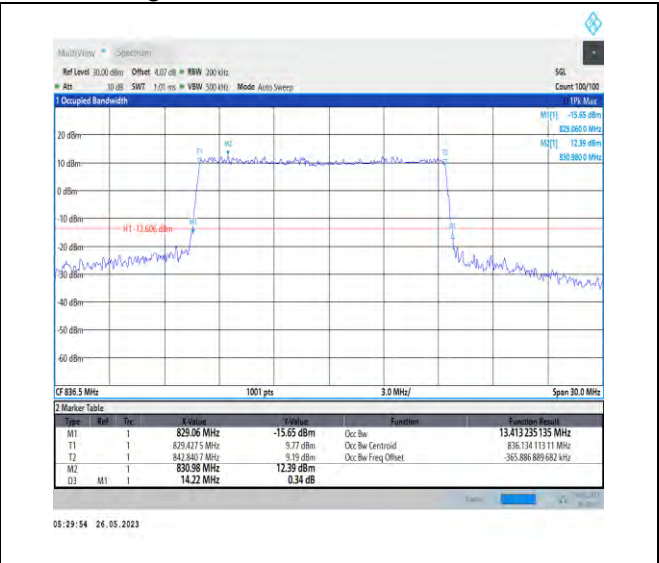 MultiView Spectrum
Ref Level 30.00 dBm Offset 4.07 dB RBW 200 kHz SGL
Att 30 dB SWT 1.01 ms VBW 500 kHz Mode Auto Sweep Count 100/100
1 Occupied Bandwidth 1Pk Max
M1[1] -15.65 dBm
829.060 0 MHz
M2[1] 12.39 dBm
830.980 0 MHz
20 dBm
M2
T1 T2
10 dBm
0 dBm
-10 dBm
H1 -13.606 dBm
M1 D3
-20 dBm
-30 dBm
-40 dBm
-50 dBm
-60 dBm
CF 836.5 MHz 1001 pts 3.0 MHz/ Span 30.0 MHz
2 Marker Table
Type Ref Trc X-Value Y-Value Function Function Result
M1 1 829.06 MHz -15.65 dBm Occ Bw 13.413 235 135 MHz
T1 1 829.427 5 MHz 9.77 dBm Occ Bw Centroid 836.134 113 11 MHz
T2 1 842.840 7 MHz 9.19 dBm Occ Bw Freq Offset -365.886 889 682 kHz
M2 1 830.98 MHz 12.39 dBm
D3 M1 1 14.22 MHz 0.34 dB
05:29:54 26.05.2023